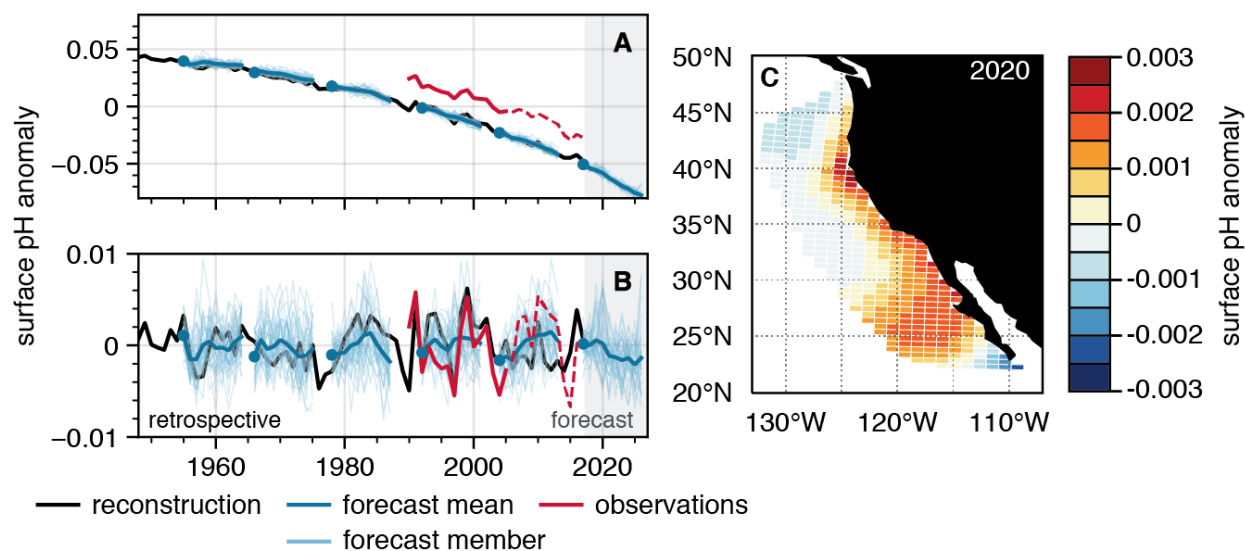 A
0.05
0
−0.05
surface pH anomaly
B
0.01
0
−0.01
retrospective
forecast
1960
1980
2000
2020
C
2020
50°N
45°N
40°N
35°N
30°N
25°N
20°N
130°W
120°W
110°W
0.003
0.002
0.001
0
-0.001
-0.002
-0.003
surface pH anomaly
reconstruction
forecast mean
observations
forecast member